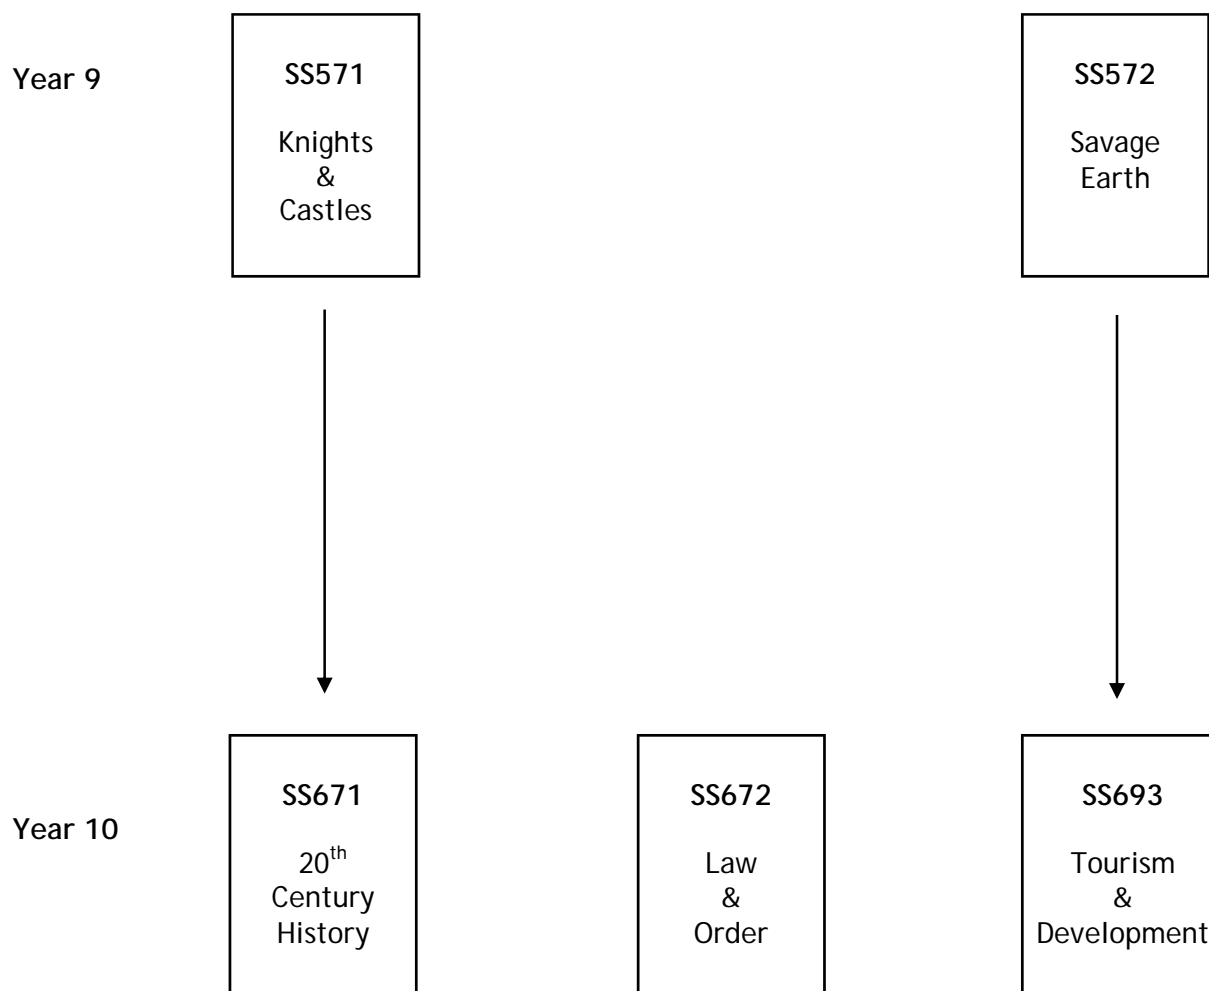 Year 9
SS571
Knights
&
Castles
SS572
Savage
Earth
Year 10
SS671
20th
Century
History
SS672
Law
&
Order
SS693
Tourism
&
Development